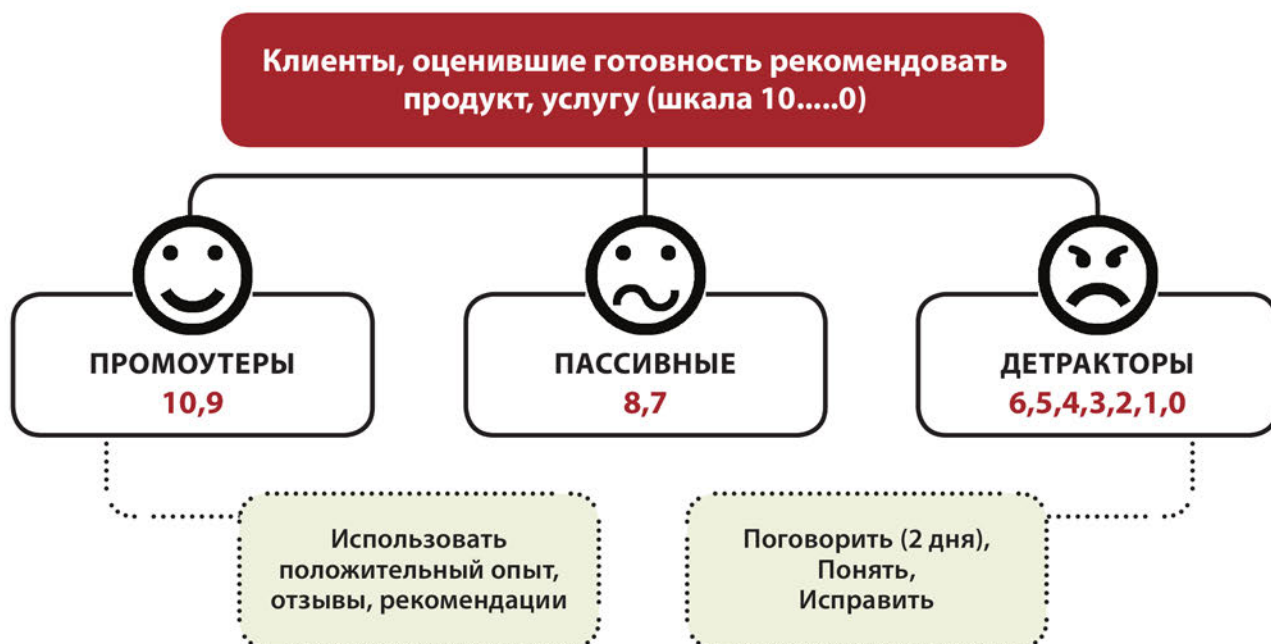 Клиенты, оценившие готовность рекомендовать
продукт, услугу (шкала 10.....0)
ПРОМОУТЕРЫ
10,9
ПАССИВНЫЕ
8,7
ДЕТРАКТОРЫ
6,5,4,3,2,1,0
Использовать
положительный опыт,
отзывы, рекомендации
Поговорить (2 дня),
Понять,
Исправить